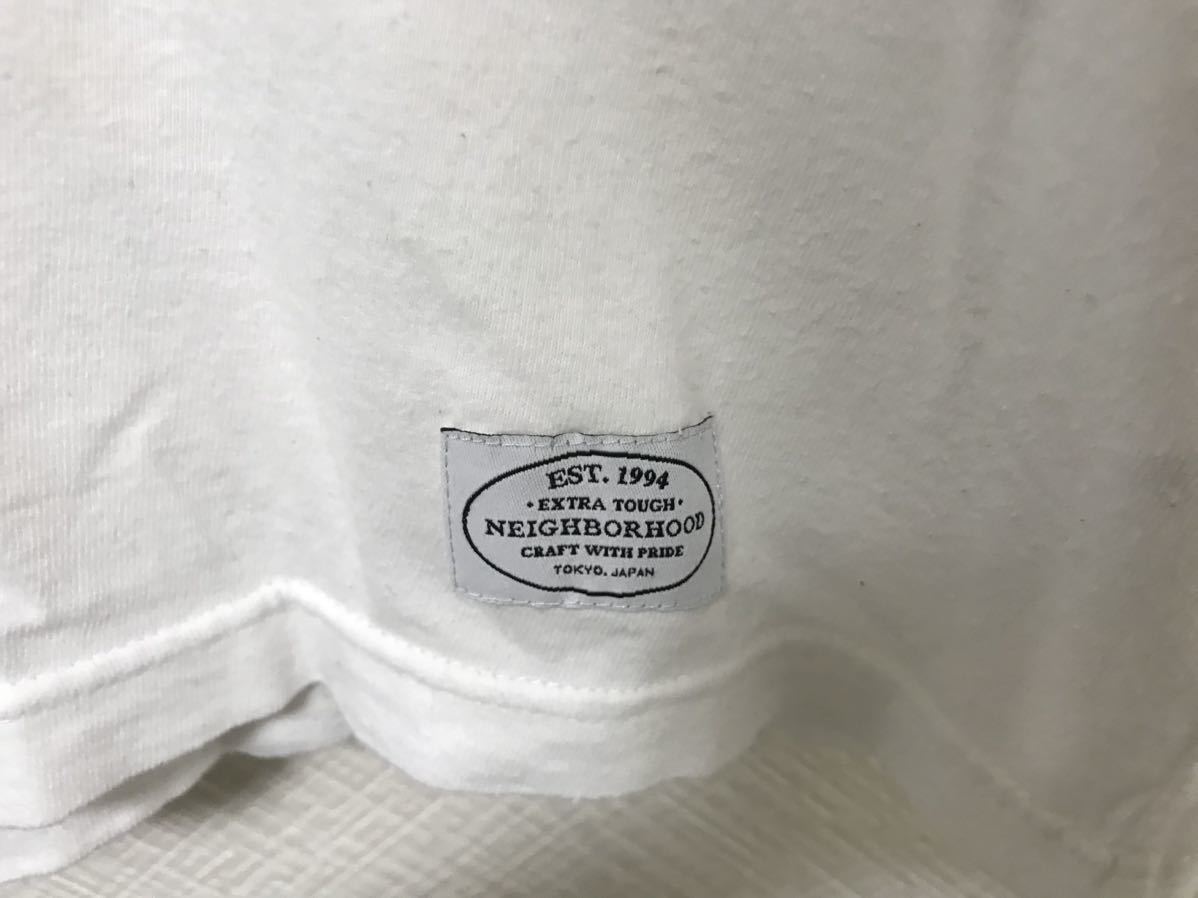 EST. 1994
· EXTRA TOUGH ·
NEIGHBORHOOD
CRAFT WITH PRIDE
TOKYO. JAPAN